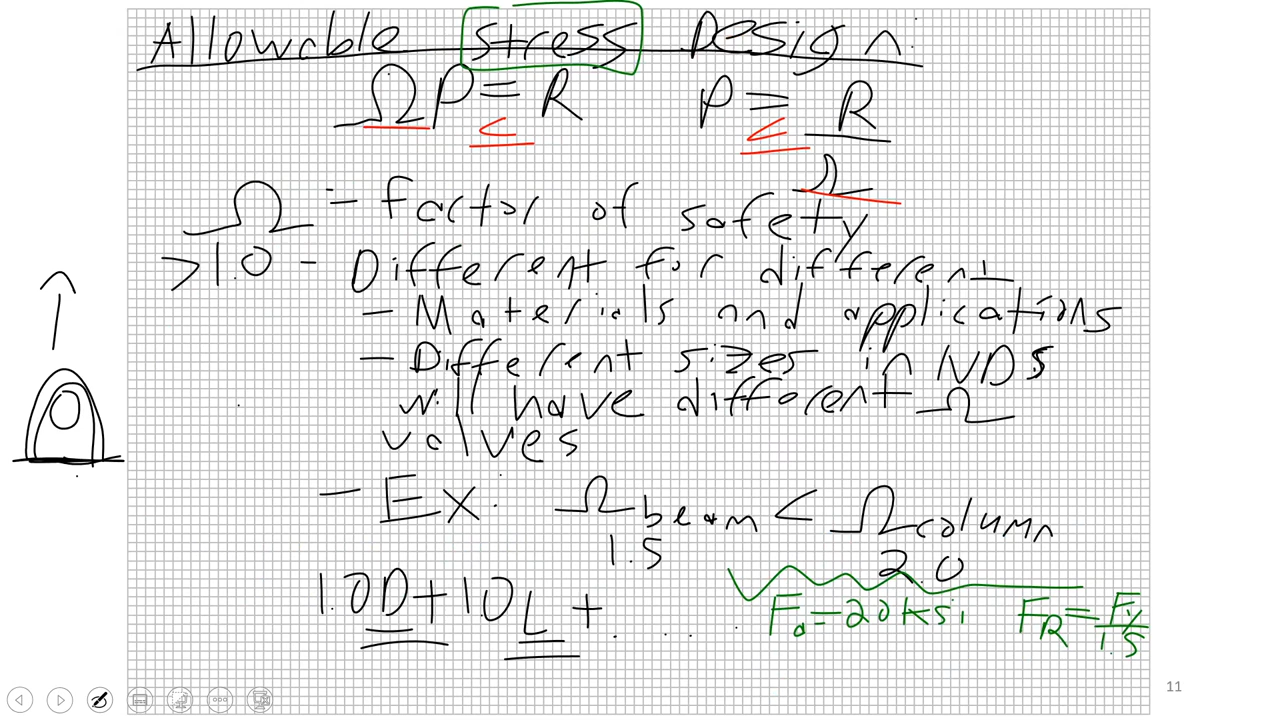 Allowable Stress Design:
ΩP = R P = R
≤ ≤ Ω
Ω = factor of safety
>1.0 - Different for different
- Materials and applications
- Different sizes in NDS
will have different Ω
values
- Ex: Ωbeam < Ωcolumn
1.5 2.0
1.0D + 1.0L + .....
Fa = 20 ksi FR = Fy/1.5
11